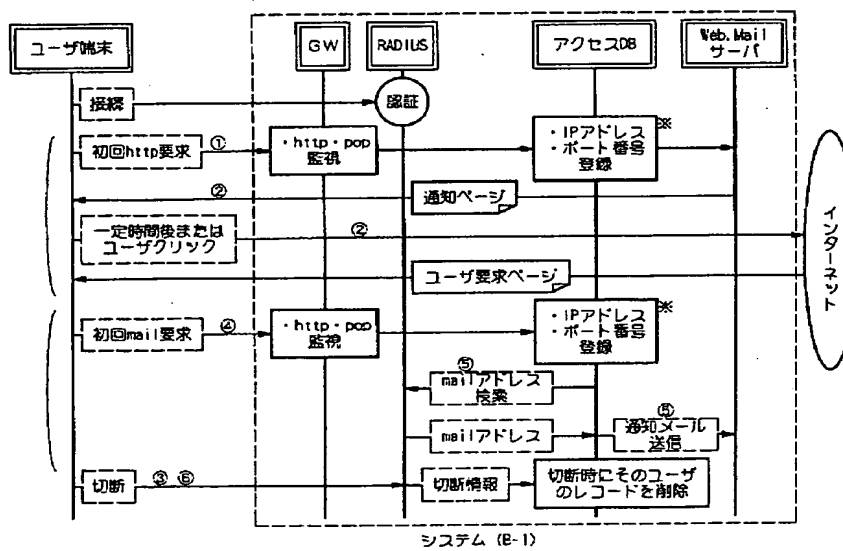 ユーザ端末
GW
RADIUS
アクセスDB
Web.Mail
サーバ
接続
認証
初回http要求
①
・http・pop
監視
・IPアドレス
・ポート番号
登録
※
②
通知ページ
一定時間後または
ユーザクリック
②
ユーザ要求ページ
インターネット
初回mail要求
④
・http・pop
監視
・IPアドレス
・ポート番号
登録
※
⑤
mailアドレス
検索
mailアドレス
⑤
通知メール
送信
切断
③ ⑥
切断情報
切断時にそのユーザ
のレコードを削除
システム (B-1)